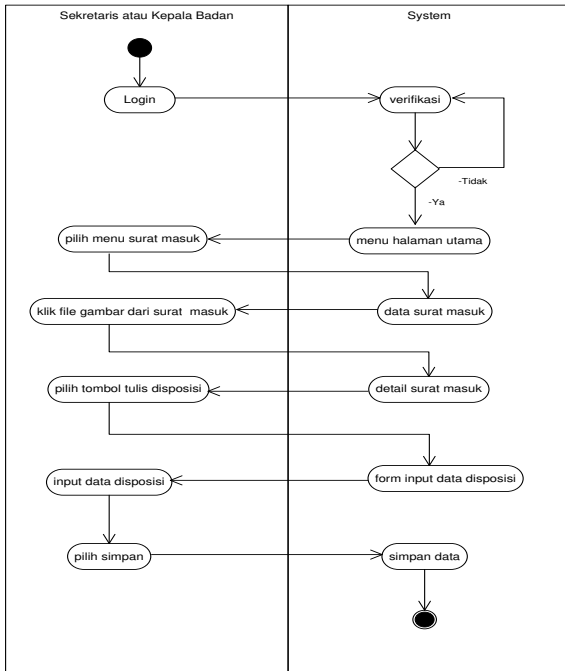 Sekretaris atau Kepala Badan
System
Login
verifikasi
-Tidak
-Ya
pilih menu surat masuk
menu halaman utama
data surat masuk
klik file gambar dari surat masuk
pilih tombol tulis disposisi
detail surat masuk
input data disposisi
form input data disposisi
pilih simpan
simpan data